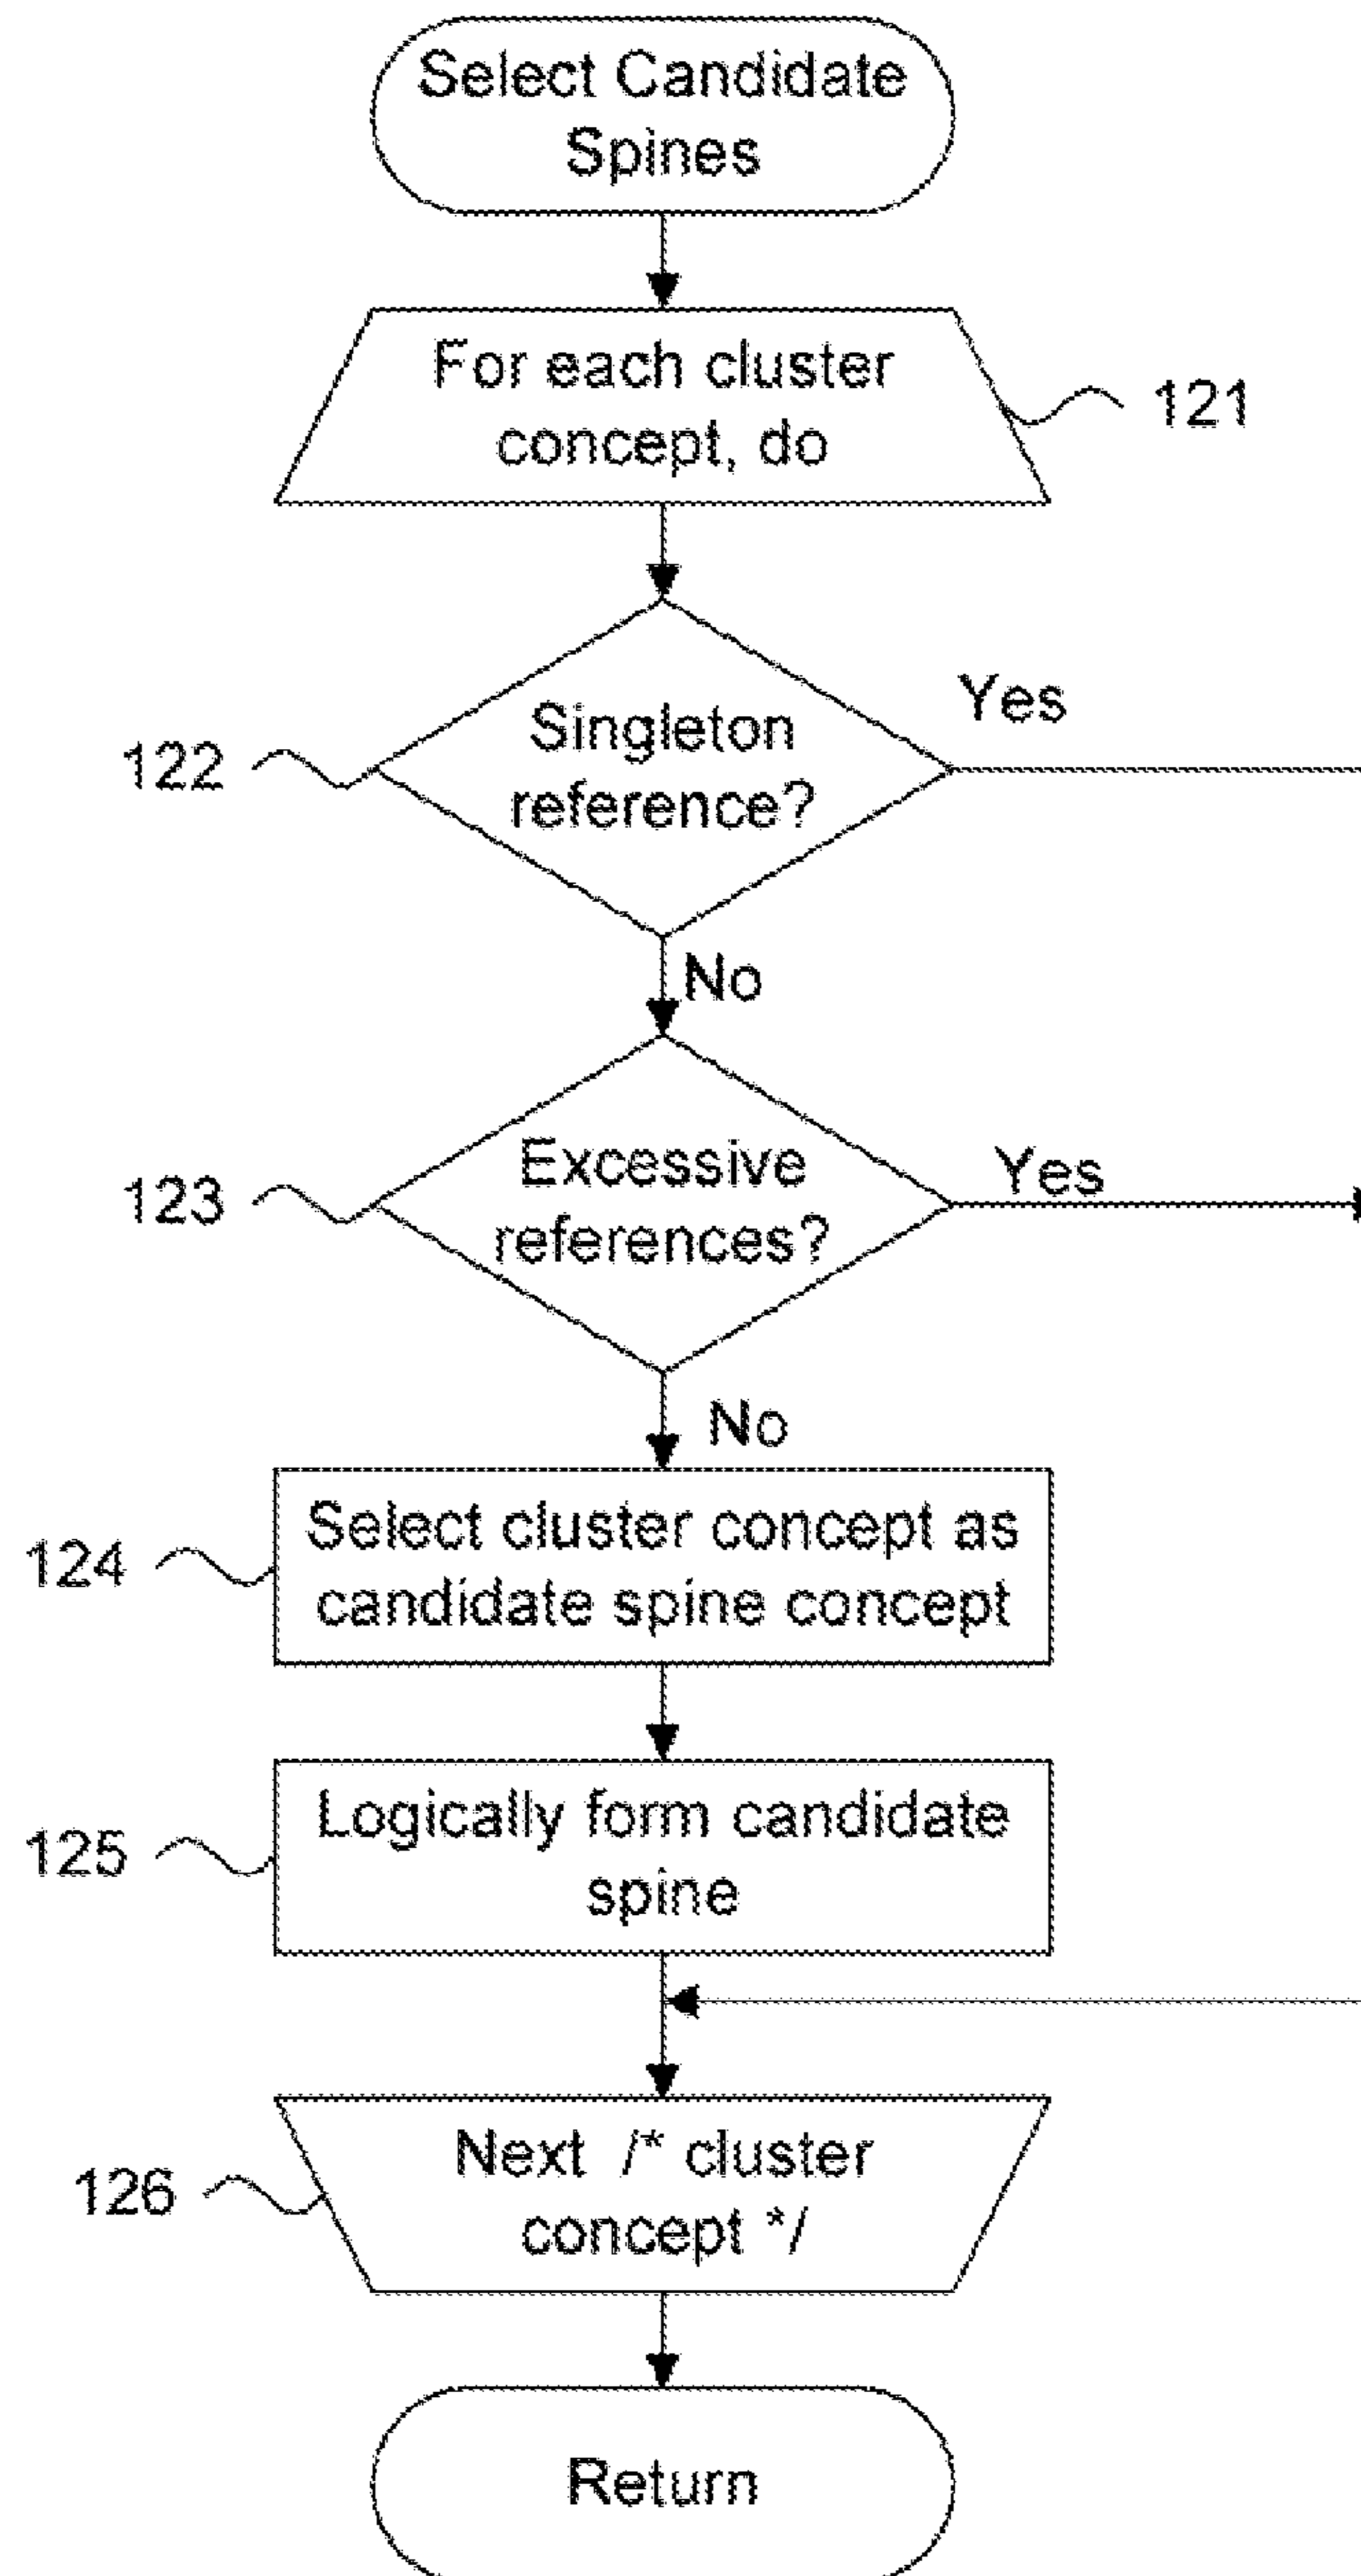 Select Candidate
Spines
For each cluster
concept, do
121
Singleton
reference?
Yes
122
No
Excessive
references?
Yes
123
No
Select cluster concept as
candidate spine concept
124
Logically form candidate
spine
125
Next /* cluster
concept */
126
Return